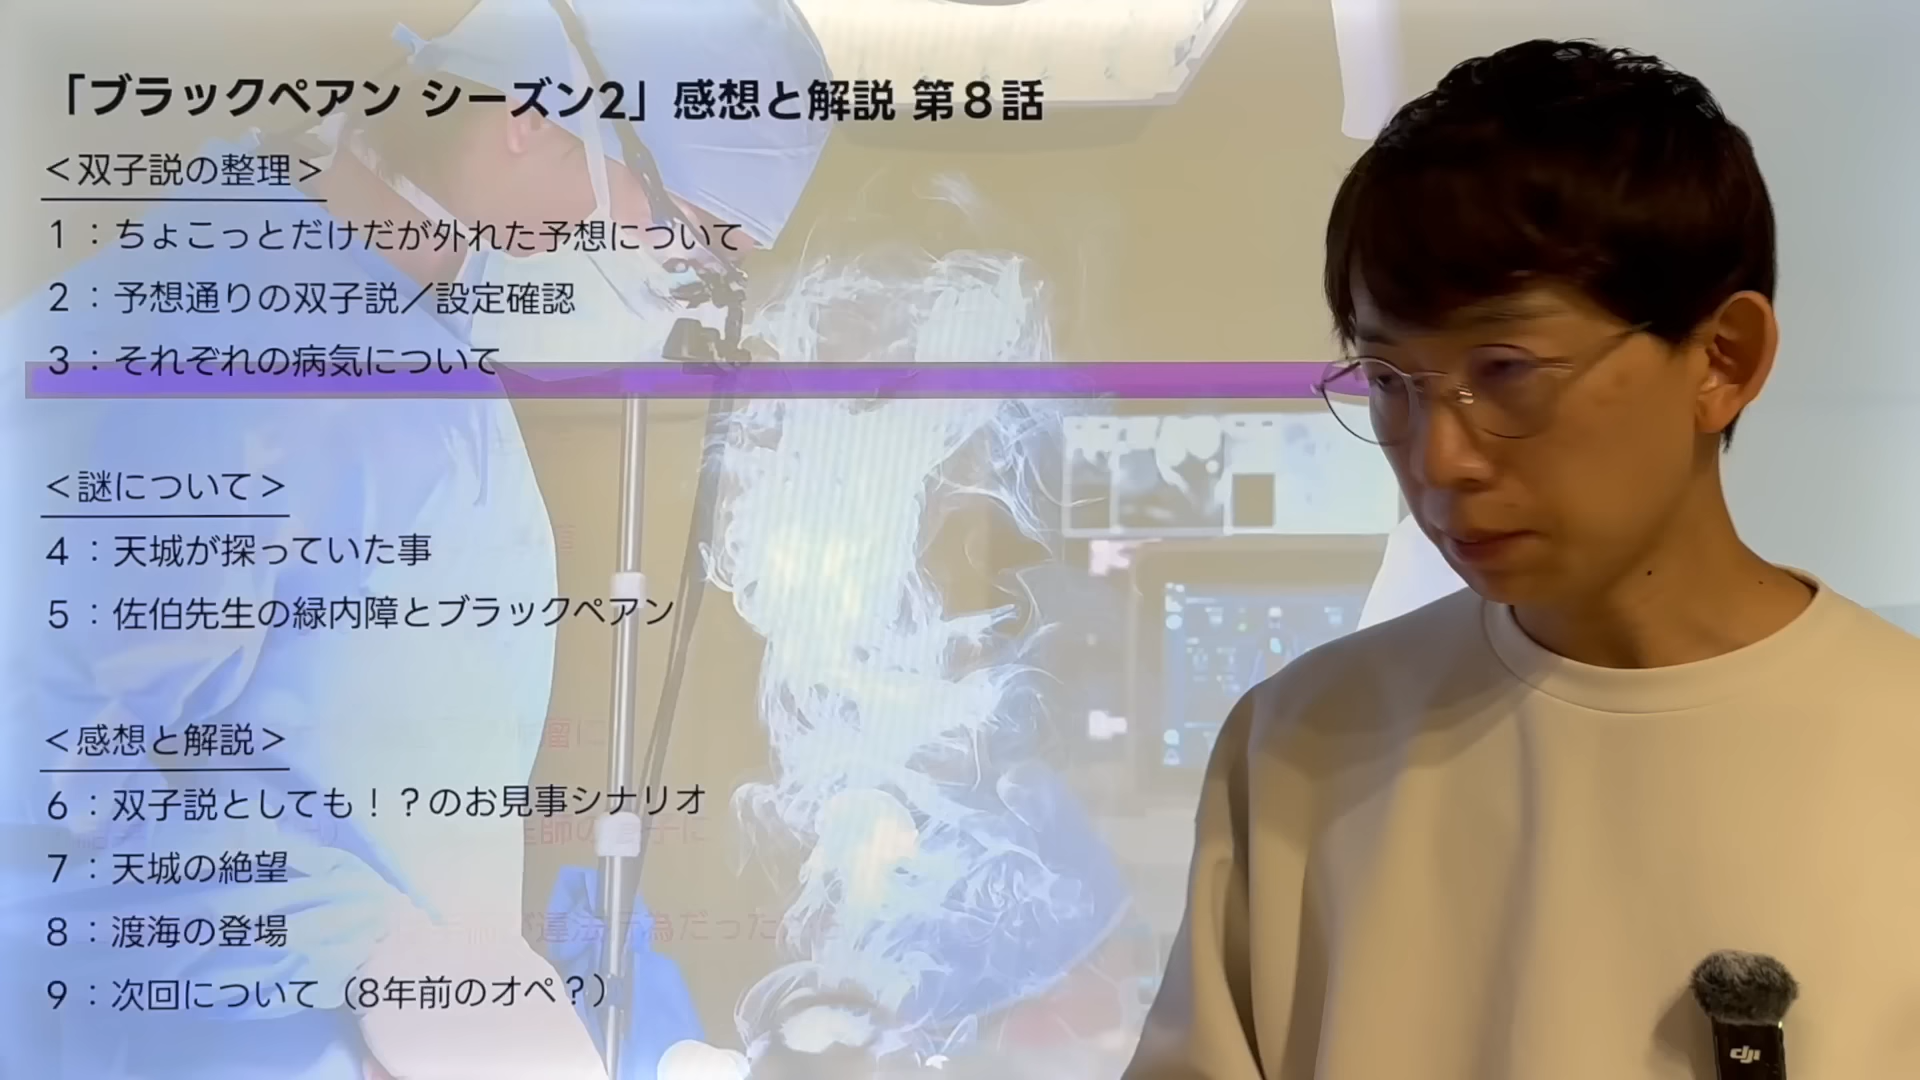 「ブラックペアン シーズン2」感想と解説 第8話
＜双子説の整理＞
1：ちょこっとだけだが外れた予想について
2：予想通りの双子説／設定確認
3：それぞれの病気について
＜謎について＞
4：天城が探っていた事
5：佐伯先生の緑内障とブラックペアン
＜感想と解説＞
6：双子説としても！？のお見事シナリオ
7：天城の絶望
8：渡海の登場
9：次回について（8年前のオペ？）
dji